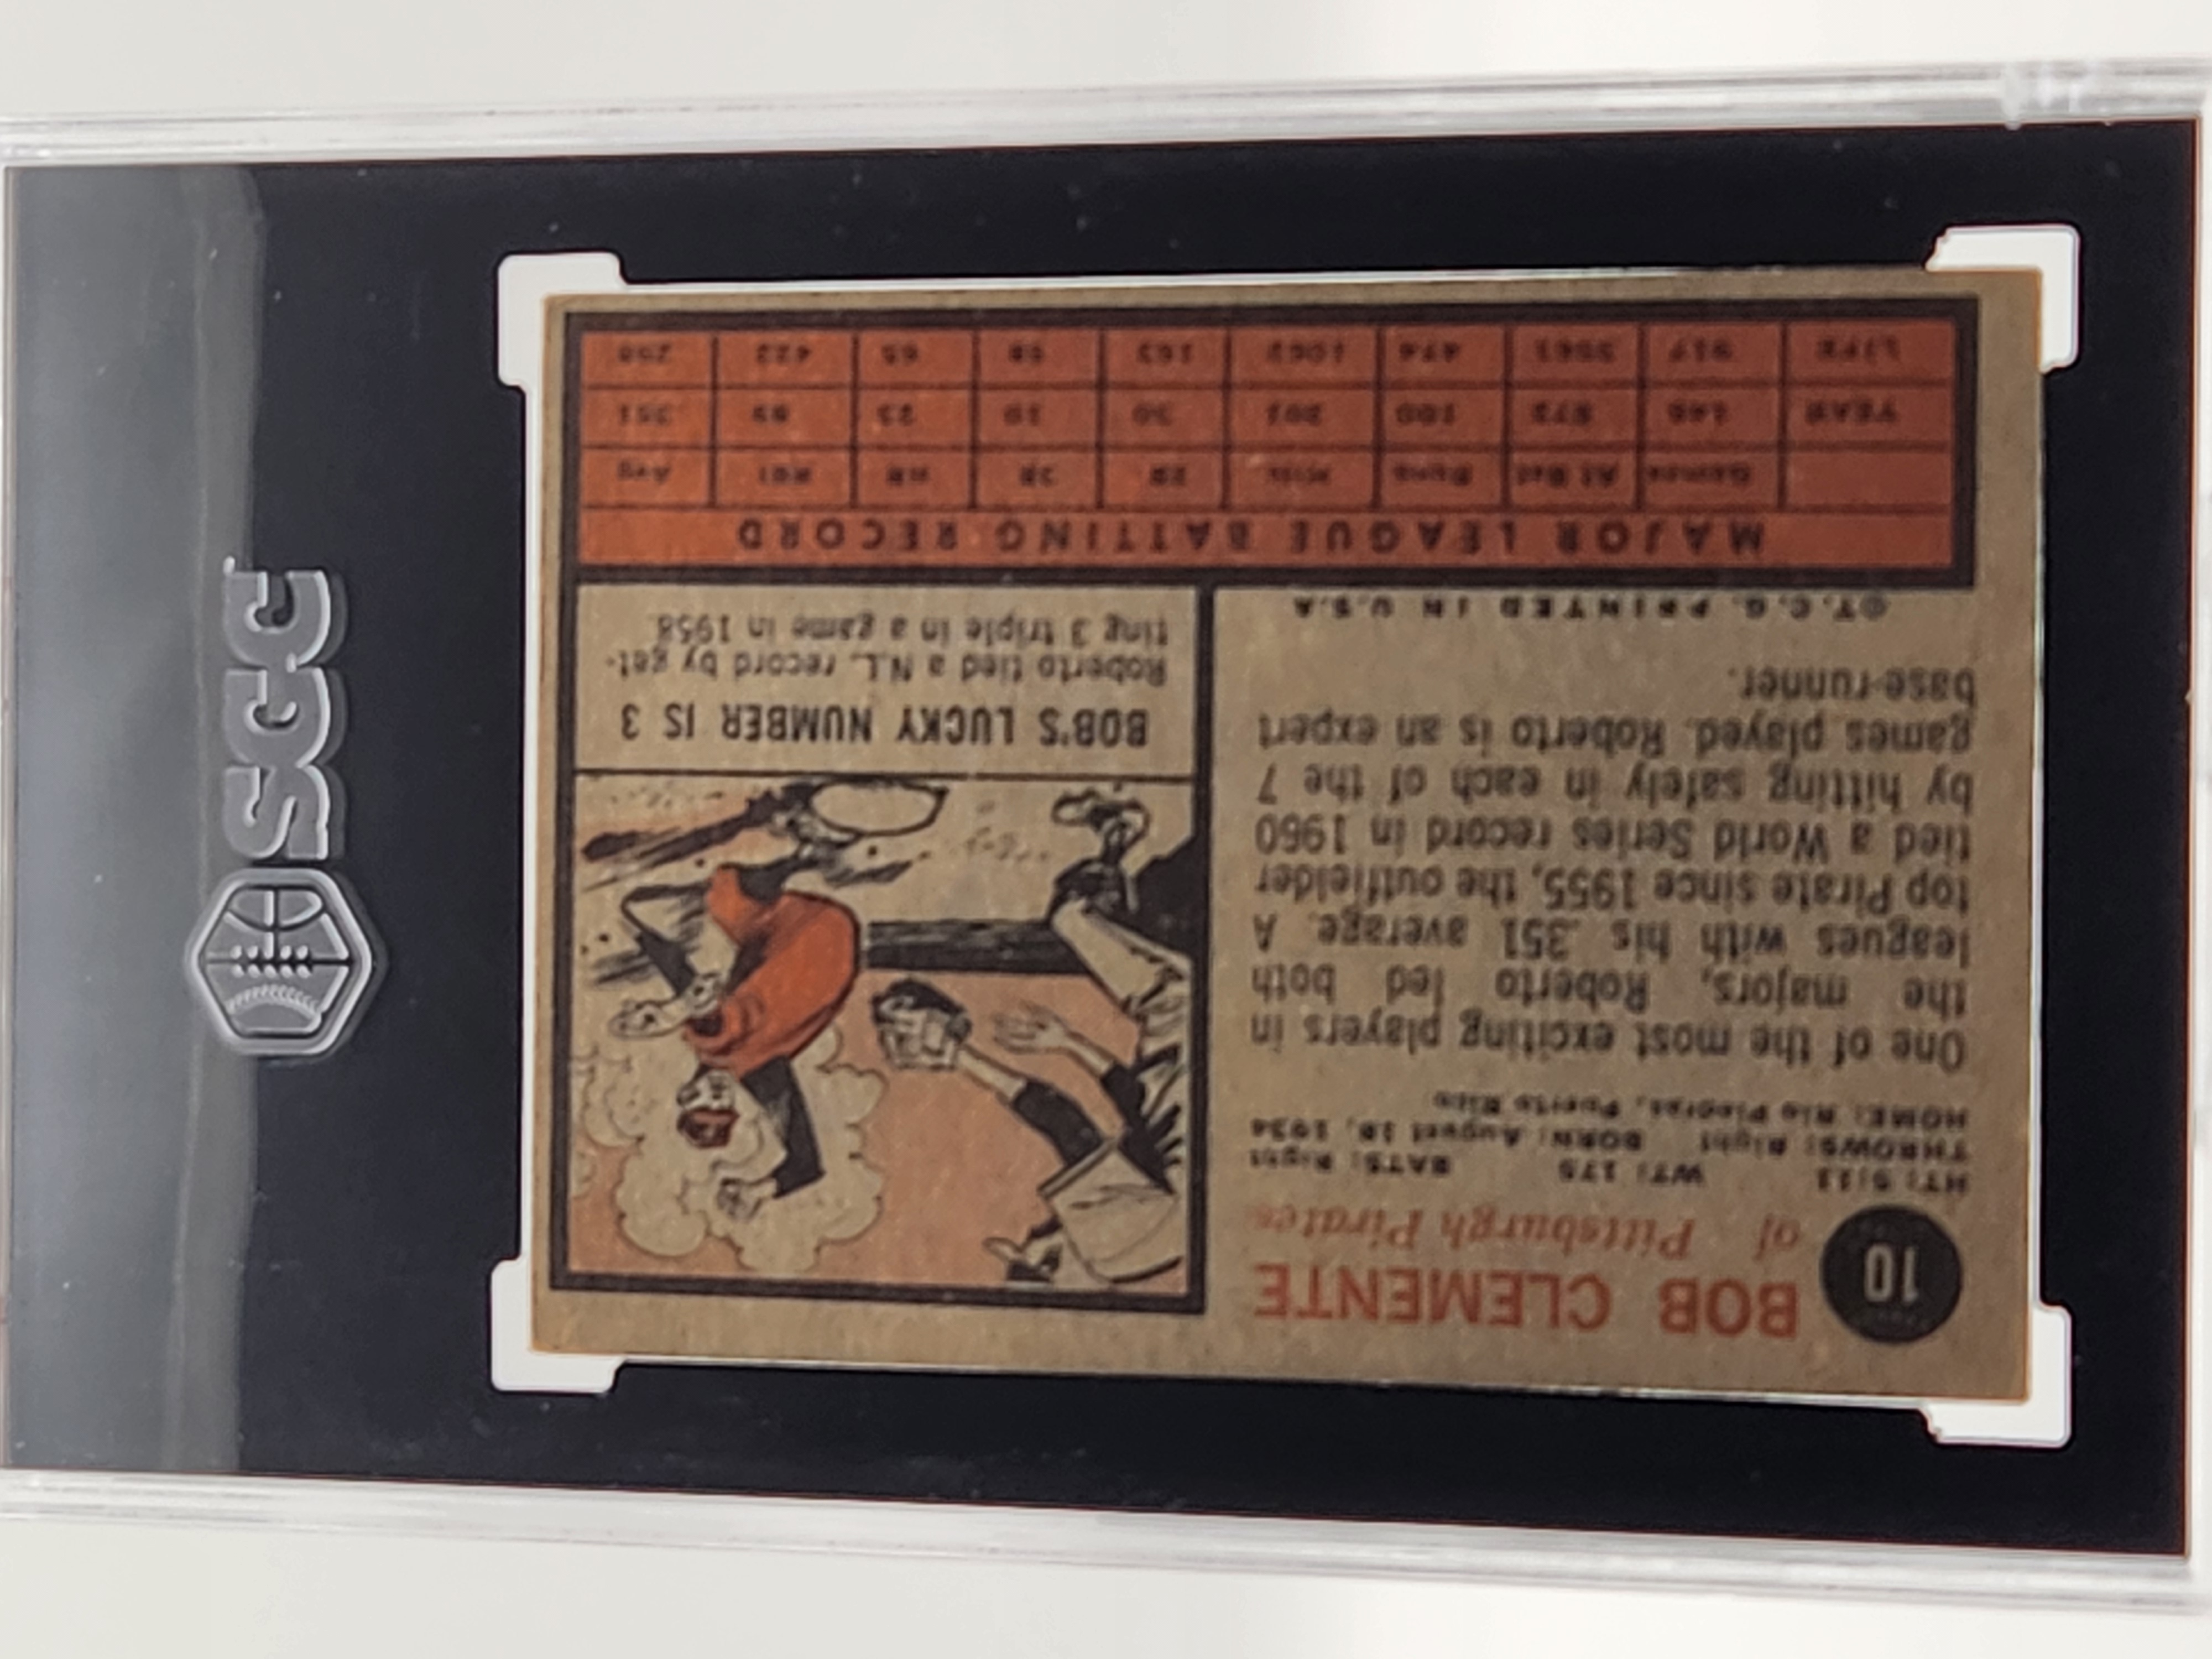 SGC
10
BOB CLEMENTE
of Pittsburgh Pirates
HT: 5:11 WT: 175 BATS: Right
THROWS: Right BORN: August 18, 1934
HOME: Rio Piedras, Puerto Rico
One of the most exciting players in
the majors, Roberto led both
leagues with his .351 average. A
top Pirate since 1955, the outfielder
tied a World Series record in 1960
by hitting safely in each of the 7
games played. Roberto is an expert
base-runner.
©T.C.G. PRINTED IN U.S.A
BOB'S LUCKY NUMBER IS 3
Roberto tied a N.L. record by get-
ting 3 triple in a game in 1958.
MAJOR LEAGUE BATTING RECORD
Games At Bat Runs Hits 2B 3B HR RBI Avg
YEAR 146 572 100 201 30 10 23 89 .351
LIFE 917 3561 474 1062 163 58 65 422 .298